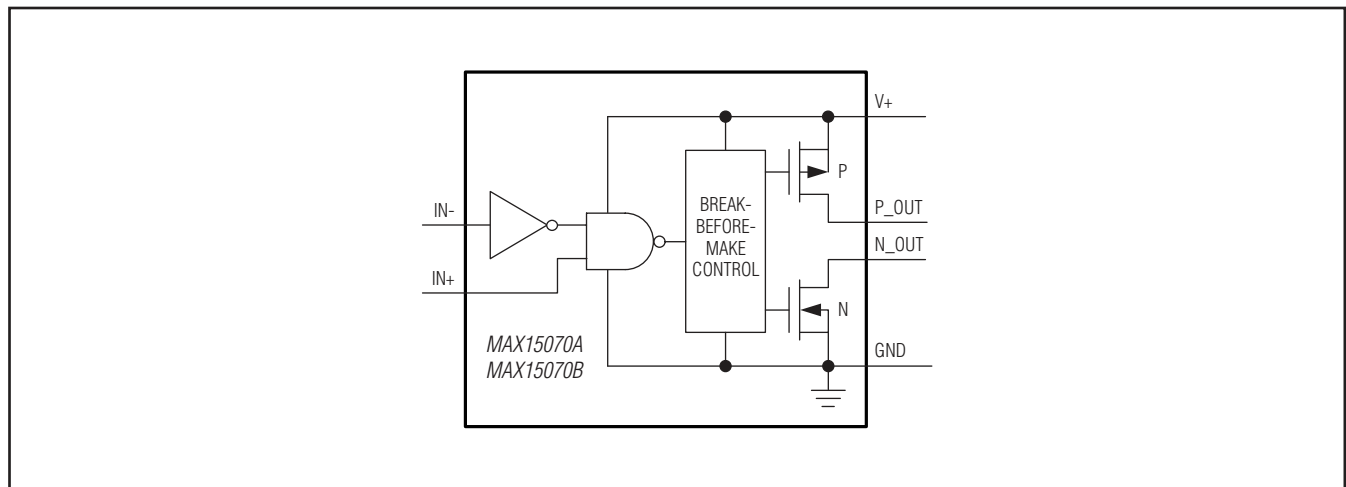 V+
P
P_OUT
IN-
BREAK-
BEFORE-
MAKE
CONTROL
N_OUT
IN+
N
MAX15070A
MAX15070B
GND